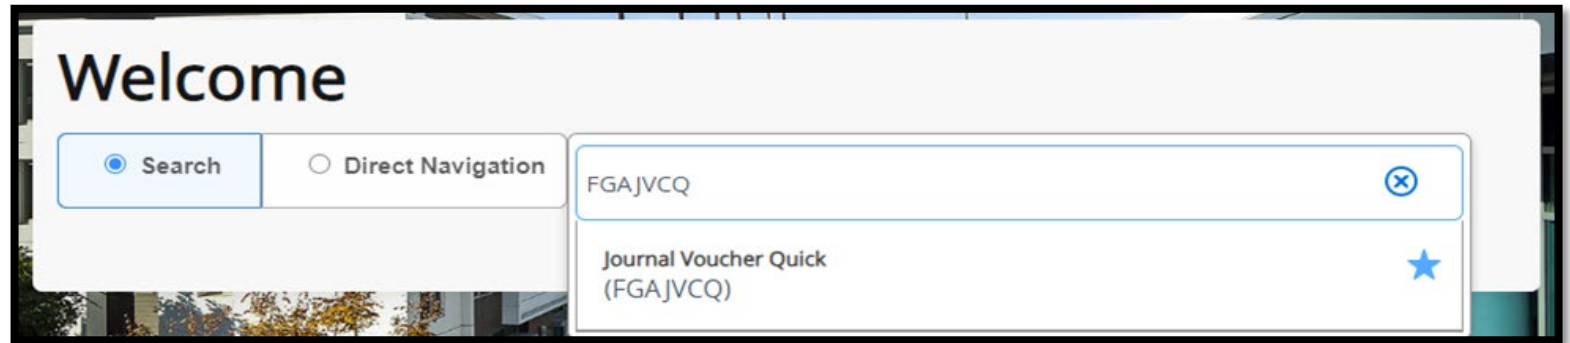 Welcome
Search
Direct Navigation
FGAJVCQ
Journal Voucher Quick
(FGAJVCQ)